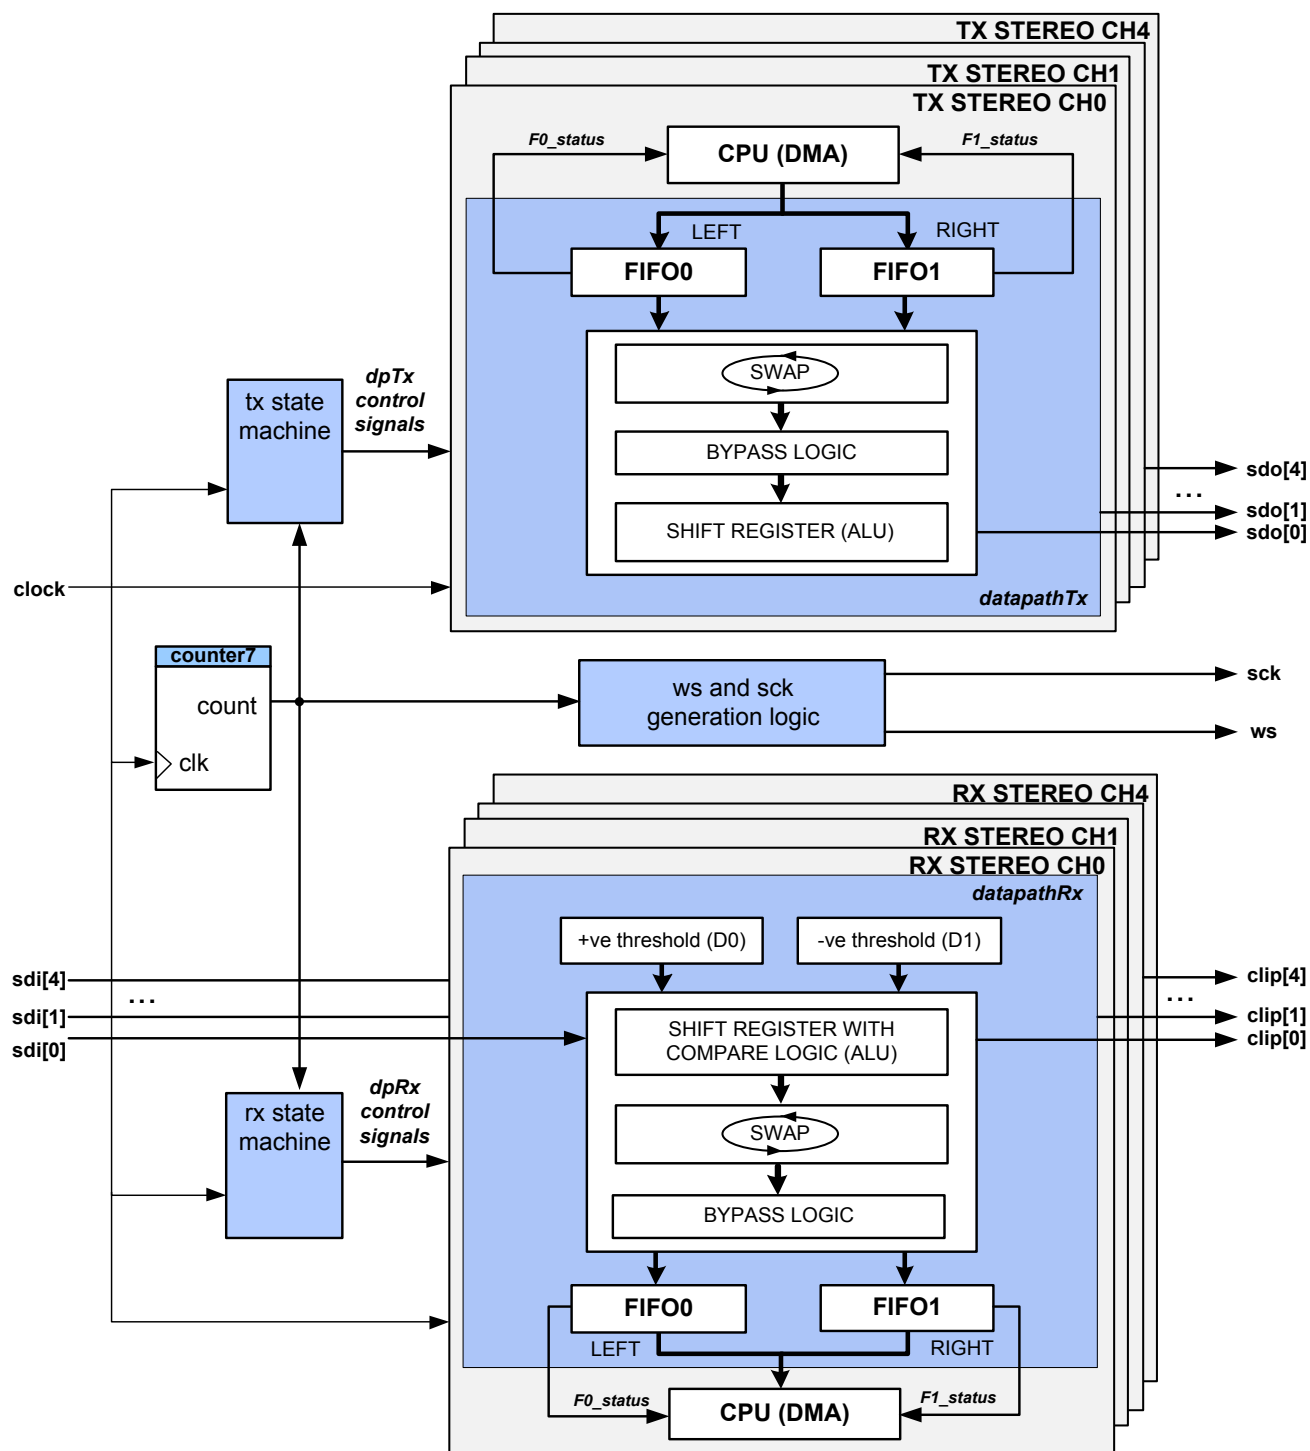 TX STEREO CH4
TX STEREO CH1
TX STEREO CH0
F0_status
CPU (DMA)
F1_status
LEFT
RIGHT
FIFO0
FIFO1
SWAP
BYPASS LOGIC
SHIFT REGISTER (ALU)
datapathTx
dpTx
control
signals
tx state
machine
sdo[4]
...
sdo[1]
sdo[0]
clock
counter7
count
clk
ws and sck
generation logic
sck
ws
RX STEREO CH4
RX STEREO CH1
RX STEREO CH0
datapathRx
+ve threshold (D0)
-ve threshold (D1)
sdi[4]
...
sdi[1]
sdi[0]
SHIFT REGISTER WITH
COMPARE LOGIC (ALU)
clip[4]
...
clip[1]
clip[0]
dpRx
control
signals
rx state
machine
SWAP
BYPASS LOGIC
FIFO0
FIFO1
LEFT
RIGHT
F0_status
CPU (DMA)
F1_status